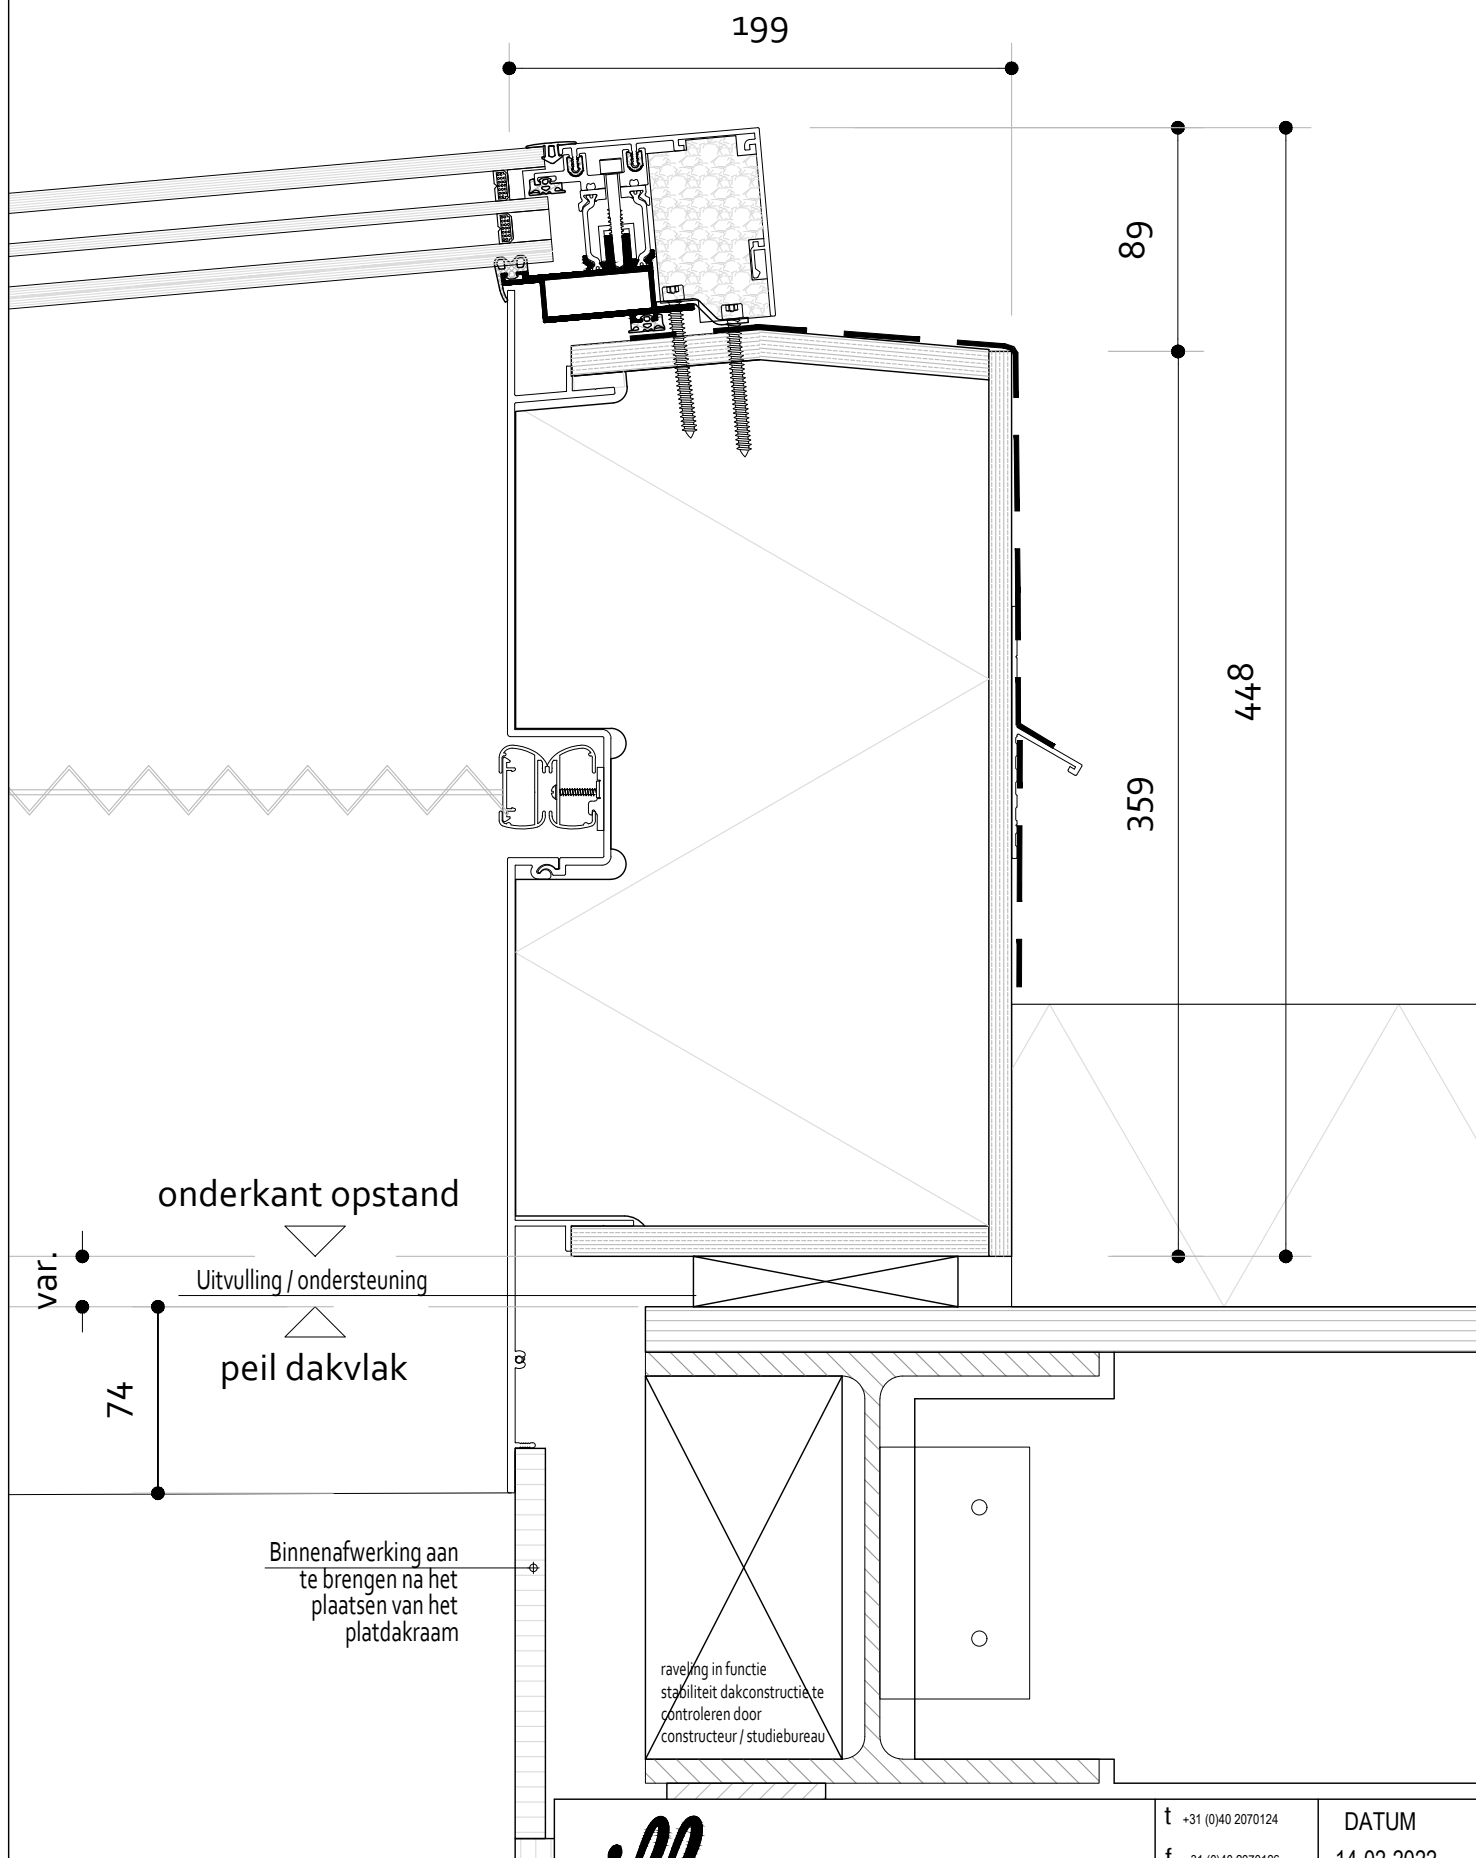 199
89
448
359
onderkant opstand
var.
Uitvulling / ondersteuning
peil dakvlak
74
Binnenafwerking aan
te brengen na het
plaatsen van het
platdakraam
raveling in functie
stabiliteit dakconstructie te
controleren door
constructeur / studiebureau
t +31 (0)40 2070124
DATUM